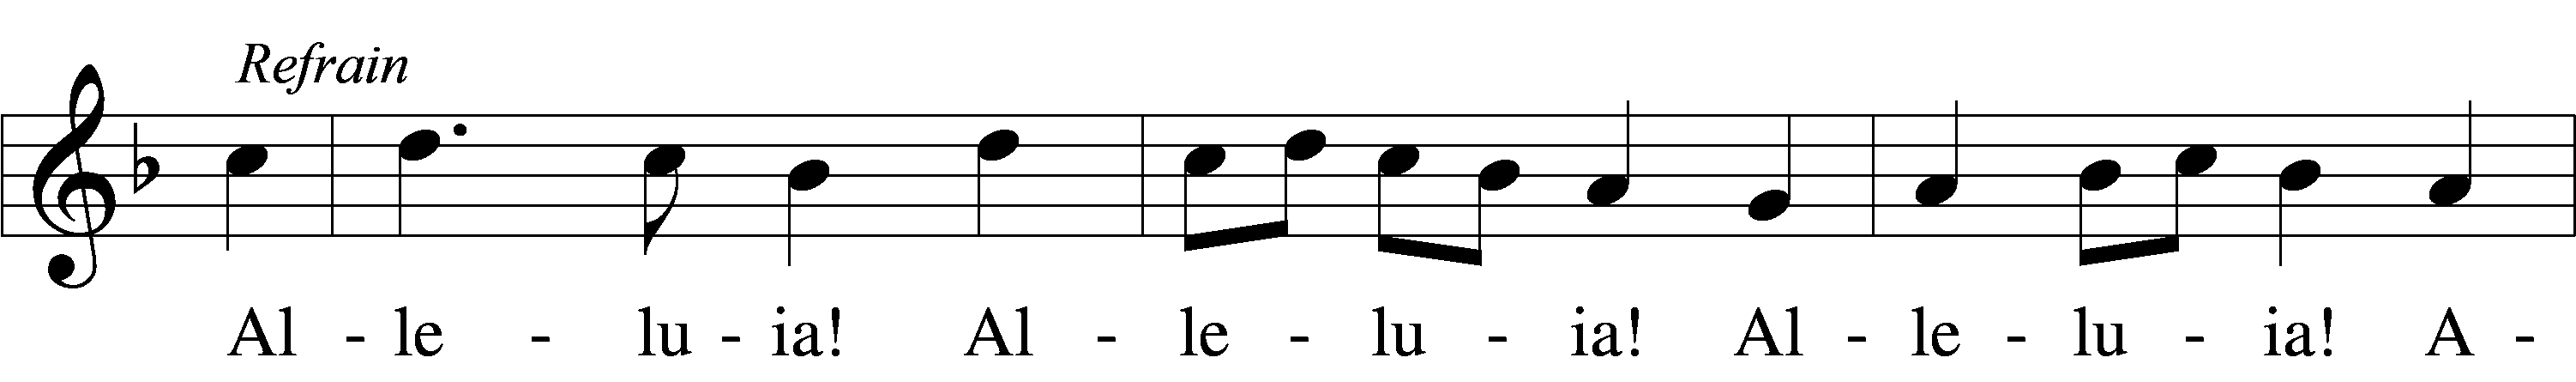 Refrain
Al - le - lu - ia! Al - le - lu - ia! Al - le - lu - ia! A -